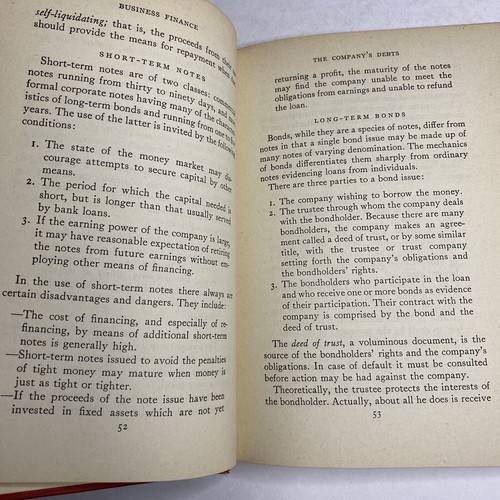 BUSINESS FINANCE
self-liquidating; that is, the proceeds from their
should provide the means for repayment when
SHORT-TERM NOTES
Short-term notes are of two classes:
notes running from thirty to ninety days, and
formal corporate notes having many of the
istics of long-term bonds and running from one
years. The use of the latter is invited by the following
conditions:
1. The state of the money market may dis-
courage attempts to secure capital by other
means.
2. The period for which the capital needed is
short, but is longer than that usually served
by bank loans.
3. If the earning power of the company is large,
it may have reasonable expectation of retiring
the notes from future earnings without em-
ploying other means of financing.
In the use of short-term notes there always are
certain disadvantages and dangers. They include:
—The cost of financing, and especially of re-
financing, by means of additional short-term
notes is generally high.
—Short-term notes issued to avoid the penalties
of tight money may mature when money is
just as tight or tighter.
—If the proceeds of the note issue have been
invested in fixed assets which are not yet
52
THE COMPANY'S DEBTS
returning a profit, the maturity of the notes
may find the company unable to meet the
obligations from earnings and unable to refund
the loan.
LONG-TERM BONDS
Bonds, while they are a species of notes, differ from
notes in that a single bond issue may be made up of
many notes of varying denomination. The mechanics
of bonds differentiates them sharply from ordinary
notes evidencing loans from individuals.
There are three parties to a bond issue:
1. The company wishing to borrow the money.
2. The trustee through whom the company deals
with the bondholder. Because there are many
bondholders, the company makes an agree-
ment called a deed of trust, or by some similar
title, with the trustee or trust company
setting forth the company's obligations and
the bondholders' rights.
3. The bondholders who participate in the loan
and who receive one or more bonds as evidence
of their participation. Their contract with the
company is comprised by the bond and the
deed of trust.
The deed of trust, a voluminous document, is the
source of the bondholders' rights and the company's
obligations. In case of default it must be consulted
before action may be had against the company.
Theoretically, the trustee protects the interests of
the bondholder. Actually, about all he does is receive
53